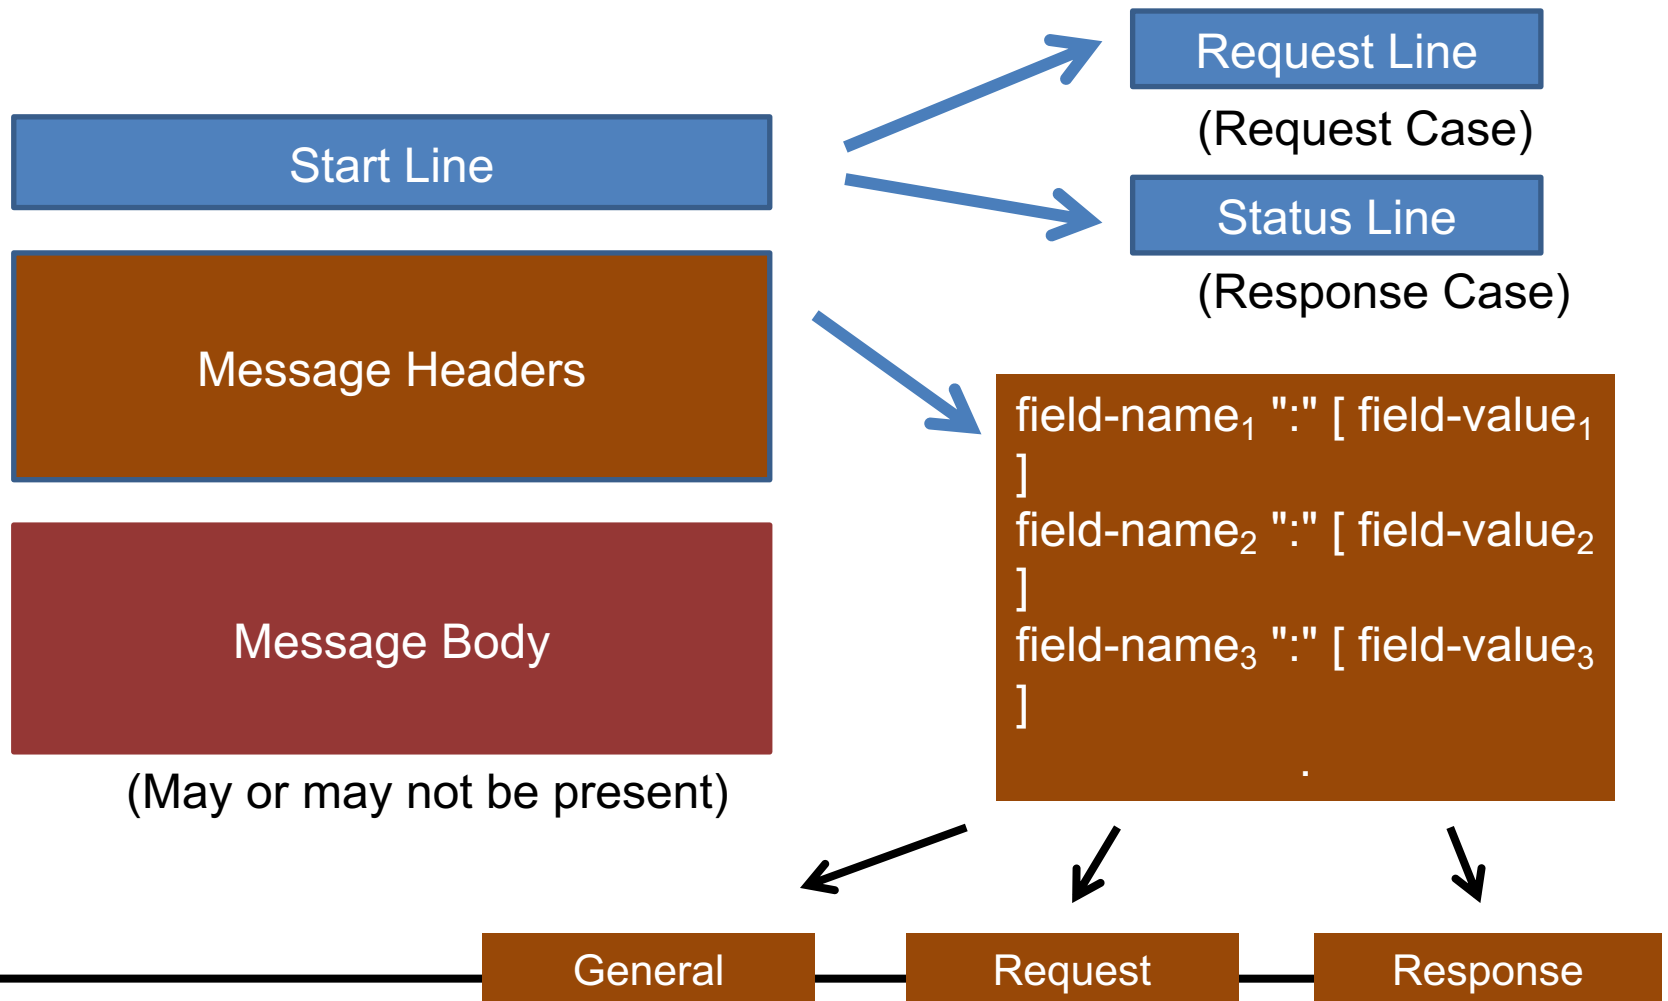 Request Line
(Request Case)
Start Line
Status Line
(Response Case)
Message Headers
field-name₁ ":" [ field-value₁
]
field-name₂ ":" [ field-value₂
]
field-name₃ ":" [ field-value₃
]
.
Message Body
(May or may not be present)
General
Request
Response